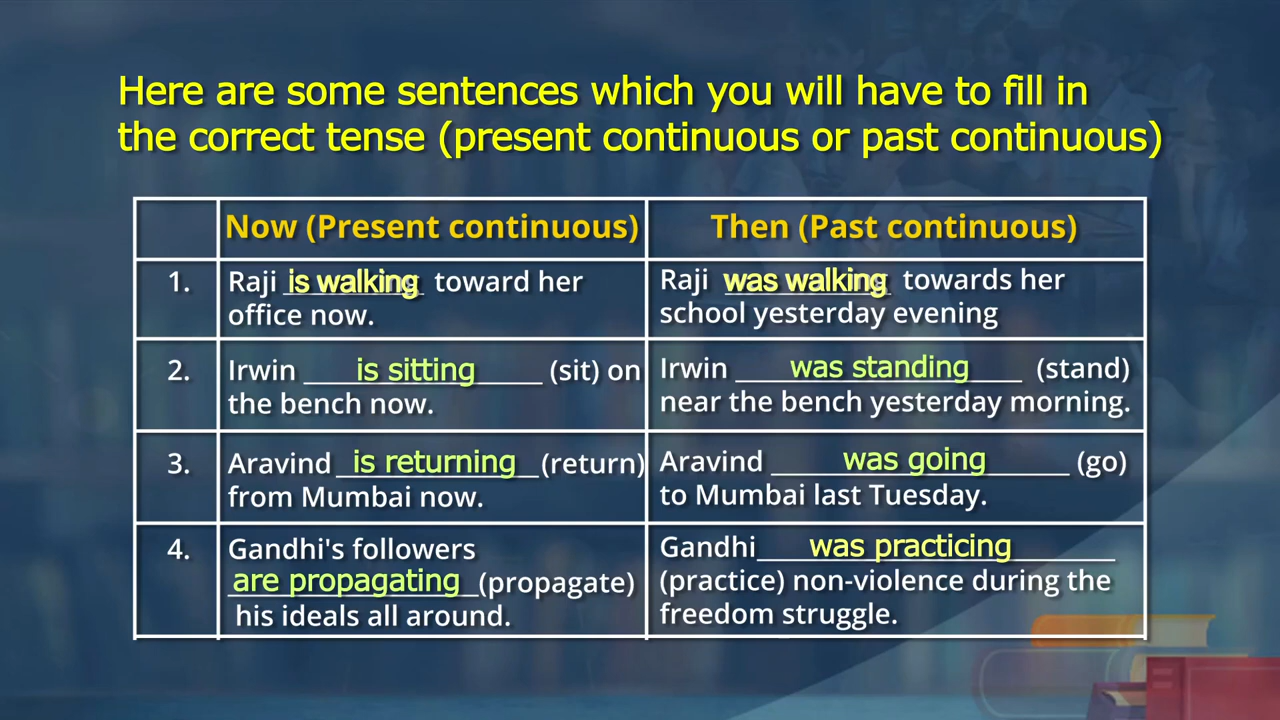 Here are some sentences which you will have to fill in
the correct tense (present continuous or past continuous)
Now (Present continuous) Then (Past continuous)
1. Raji is walking toward her
office now.
Raji was walking towards her
school yesterday evening
2. Irwin is sitting (sit) on
the bench now.
Irwin was standing (stand)
near the bench yesterday morning.
3. Aravind is returning (return)
from Mumbai now.
Aravind was going (go)
to Mumbai last Tuesday.
4. Gandhi's followers
are propagating (propagate)
his ideals all around.
Gandhi was practicing
(practice) non-violence during the
freedom struggle.